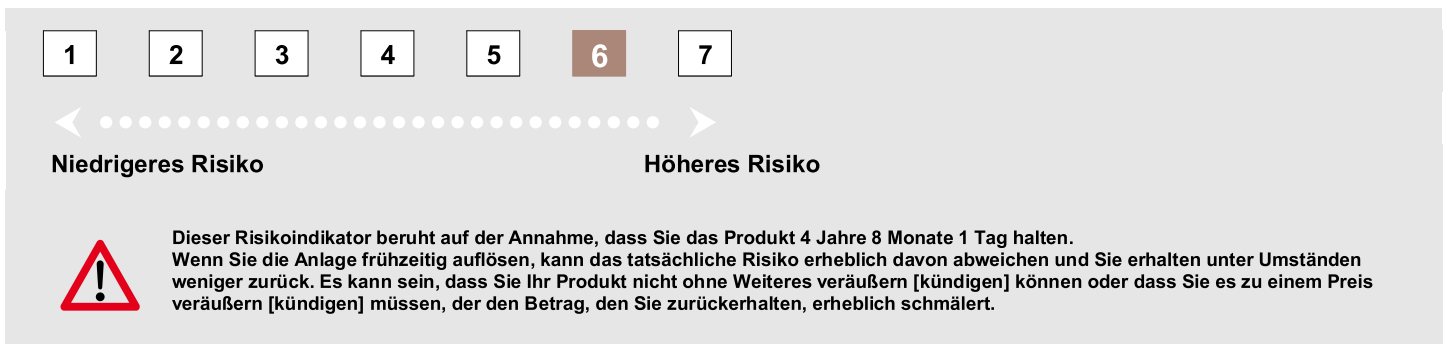 1 2 3 4 5 6 7
Niedrigeres Risiko Höheres Risiko
Dieser Risikoindikator beruht auf der Annahme, dass Sie das Produkt 4 Jahre 8 Monate 1 Tag halten.
Wenn Sie die Anlage frühzeitig auflösen, kann das tatsächliche Risiko erheblich davon abweichen und Sie erhalten unter Umständen
weniger zurück. Es kann sein, dass Sie Ihr Produkt nicht ohne Weiteres veräußern [kündigen] können oder dass Sie es zu einem Preis
veräußern [kündigen] müssen, der den Betrag, den Sie zurückerhalten, erheblich schmälert.